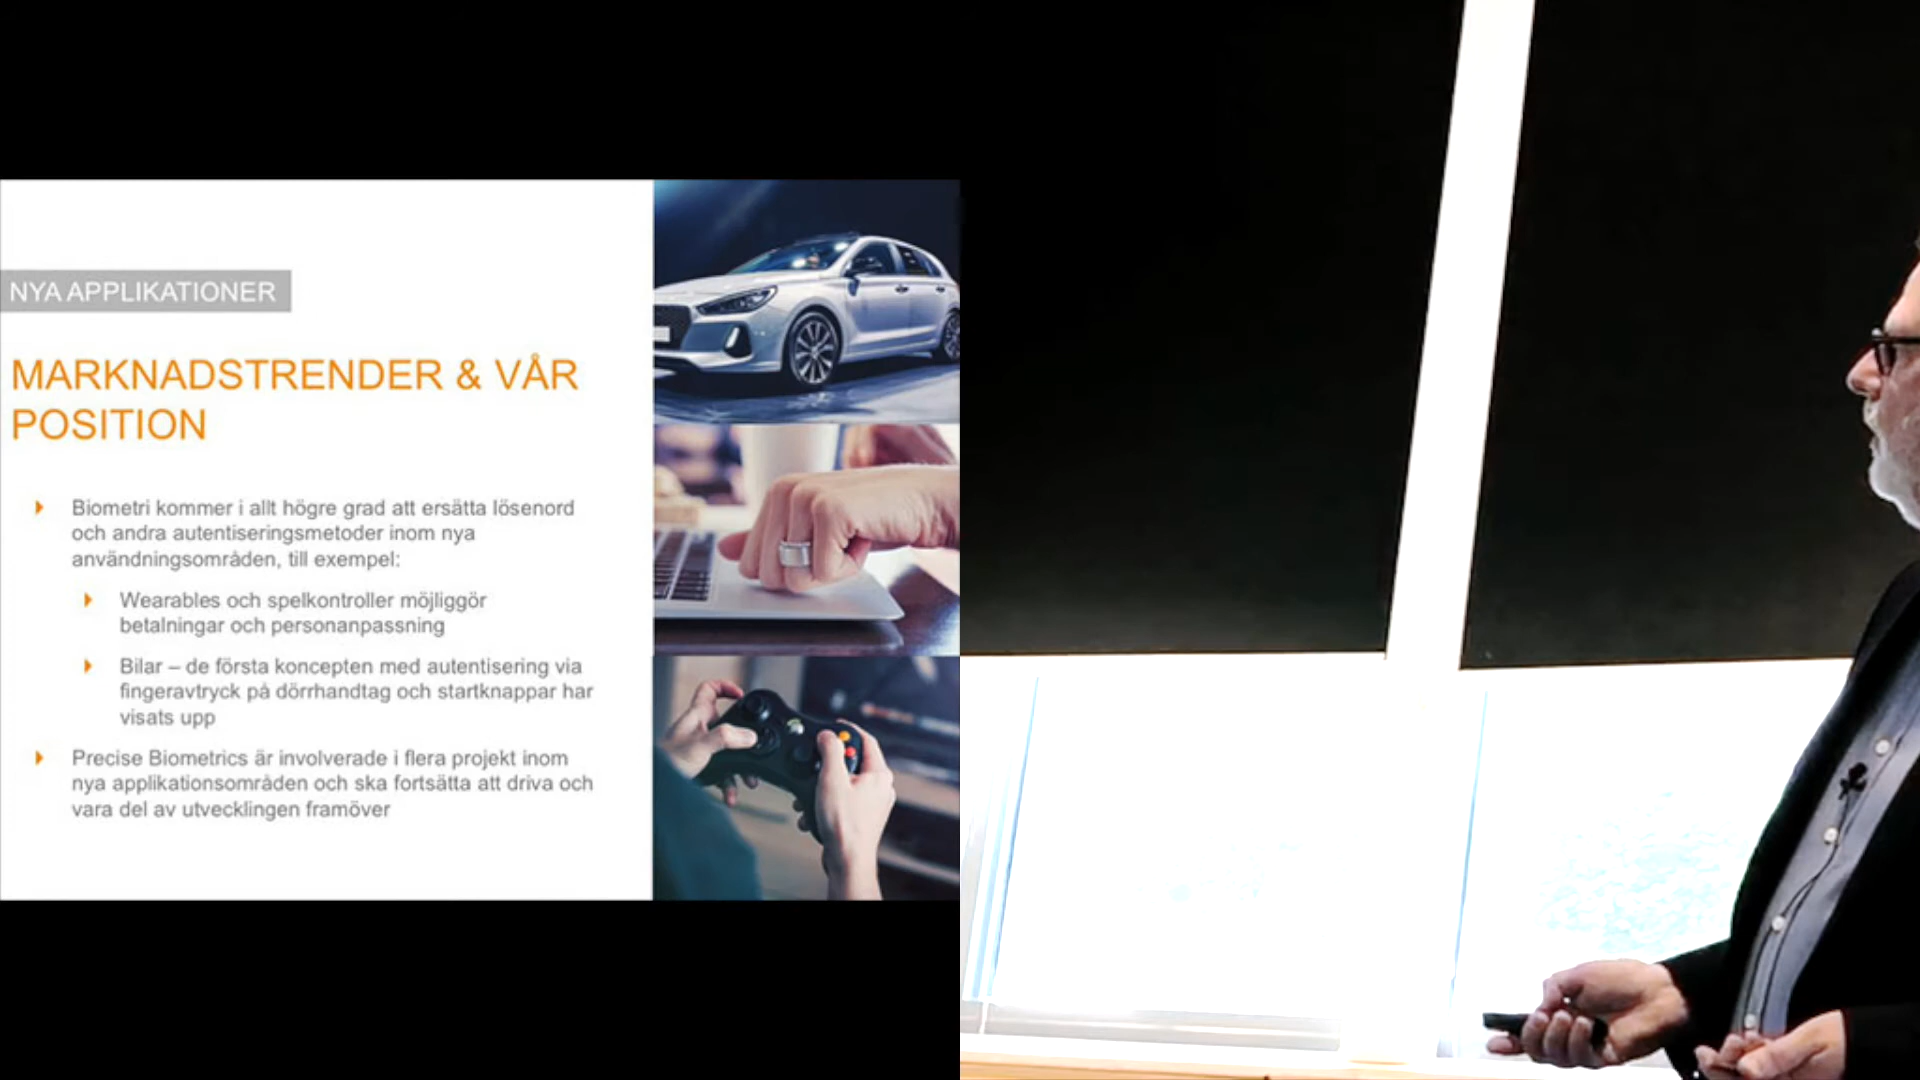 NYA APPLIKATIONER
MARKNADSTRENDER & VÅR
POSITION
Biometri kommer i allt högre grad att ersätta lösenord
och andra autentiseringsmetoder inom nya
användningsområden, till exempel:
Wearables och spelkontroller möjliggör
betalningar och personanpassning
Bilar – de första koncepten med autentisering via
fingeravtryck på dörrhandtag och startknappar har
visats upp
Precise Biometrics är involverade i flera projekt inom
nya applikationsområden och ska fortsätta att driva och
vara del av utvecklingen framöver